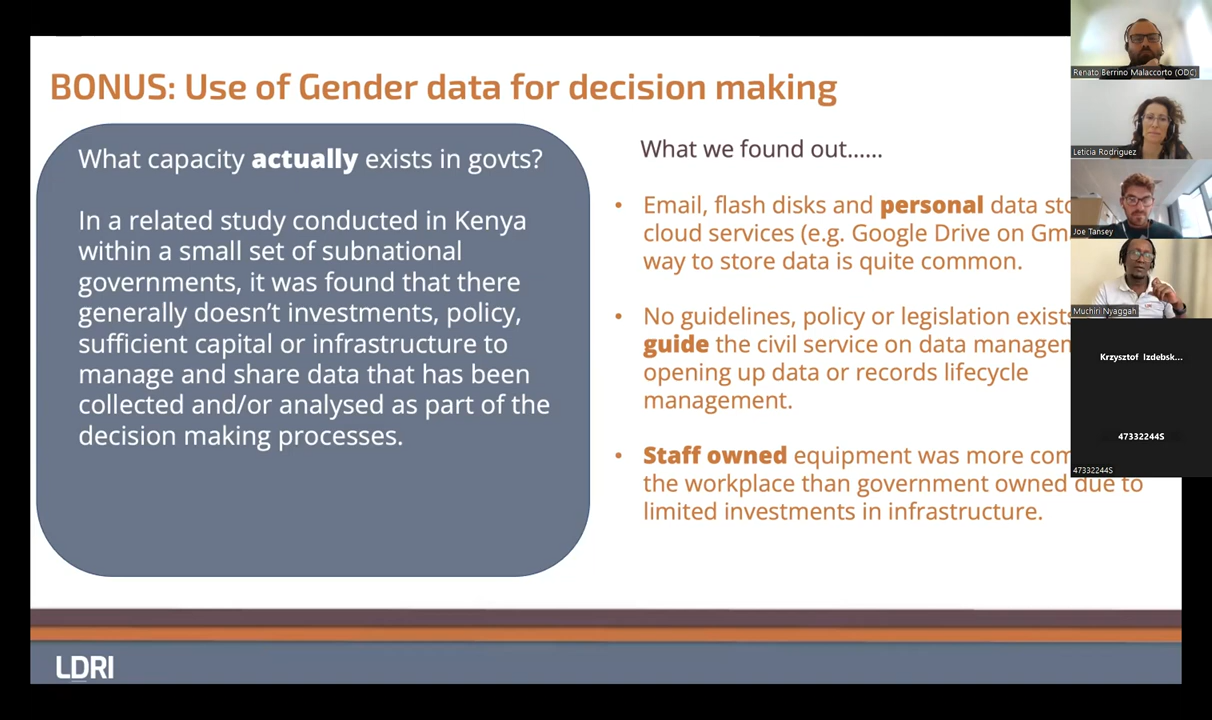 BONUS: Use of Gender data for decision making
What capacity actually exists in govts?
In a related study conducted in Kenya
within a small set of subnational
governments, it was found that there
generally doesn't investments, policy,
sufficient capital or infrastructure to
manage and share data that has been
collected and/or analysed as part of the
decision making processes.
What we found out......
• Email, flash disks and personal data
cloud services (e.g. Google Drive on
way to store data is quite common.
• No guidelines, policy or legislation
guide the civil service on data
opening up data or records lifecycle
management.
• Staff owned equipment was more
the workplace than government owned due to
limited investments in infrastructure.
LDRI
Renato Berrino Malaccorto (ODC)
Leticia Rodriguez
Joe Tansey
Muchiri Nyaggah
Krzysztof Izdebsk...
47332244S
47332244S